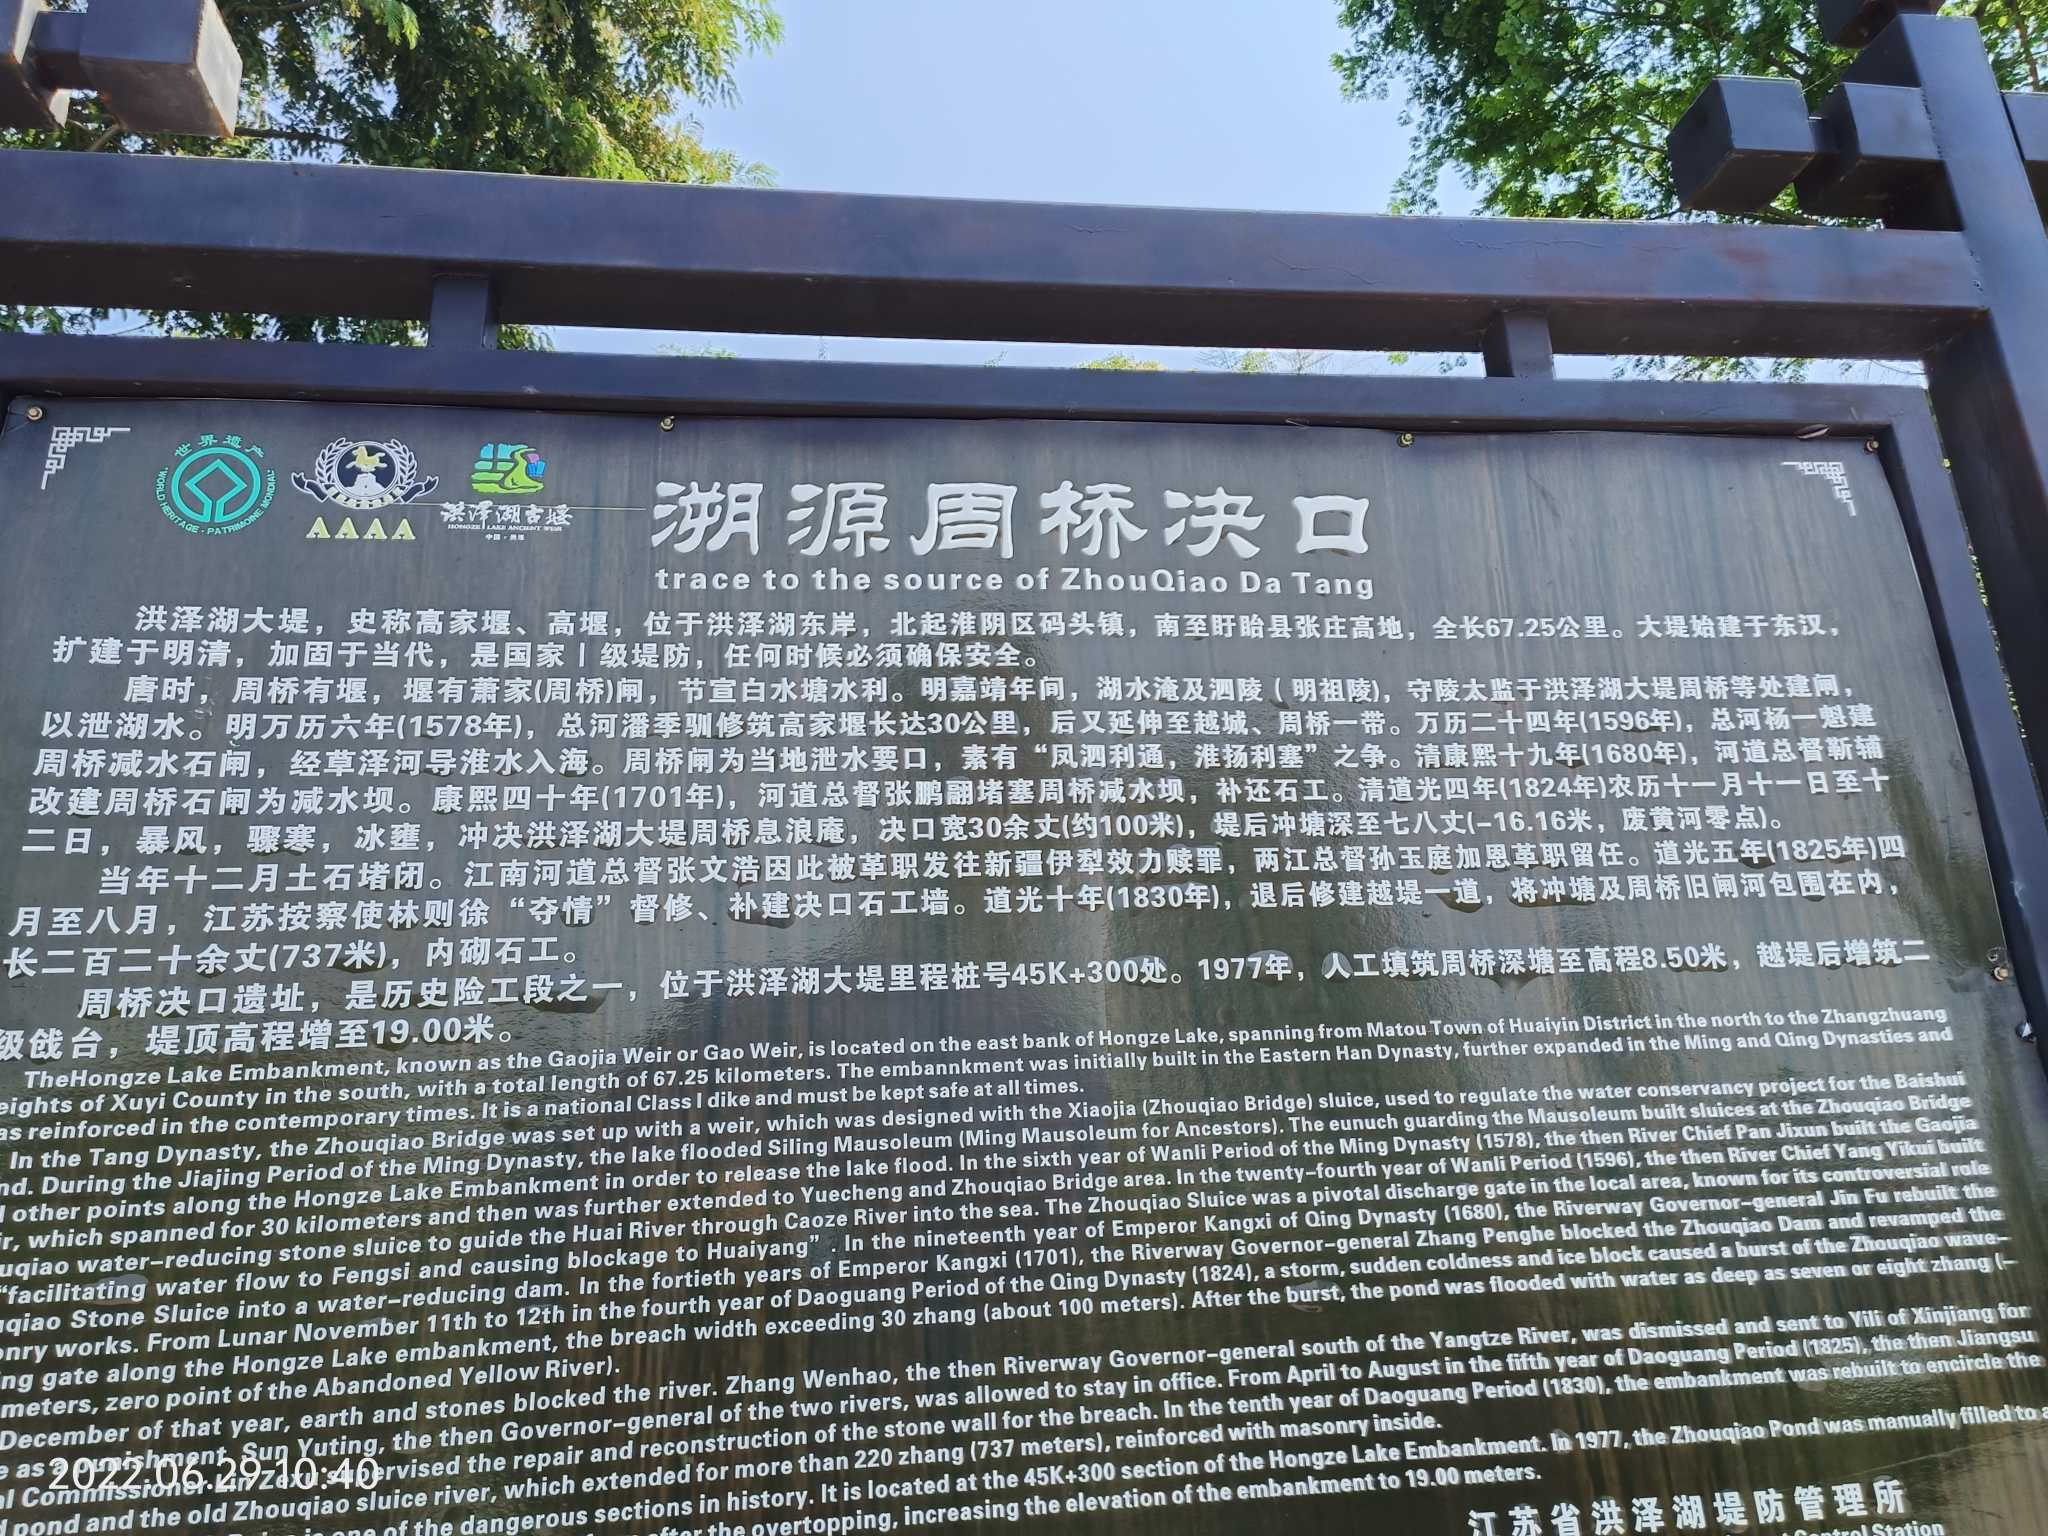 世界遗产
WORLD HERITAGE · PATRIMOINE MONDIAL
AAAA
洪泽湖古堰
HONGZE LAKE ANCIENT WEIR
溯源周桥决口
trace to the source of ZhouQiao Da Tang
洪泽湖大堤，史称高家堰、高堰，位于洪泽湖东岸，北起淮阴区码头镇，南至盱眙县张庄高地，全长67.25公里。大堤始建于东汉，
扩建于明清，加固于当代，是国家Ⅰ级堤防，任何时候必须确保安全。
唐时，周桥有堰，堰有萧家(周桥)闸，节宣白水塘水利。明嘉靖年间，湖水淹及泗陵（明祖陵)，守陵太监于洪泽湖大堤周桥等处建闸，
以泄湖水。明万历六年(1578年)，总河潘季驯修筑高家堰长达30公里，后又延伸至越城、周桥一带。万历二十四年(1596年)，总河杨一魁建
周桥减水石闸，经草泽河导淮水入海。周桥闸为当地泄水要口，素有“凤泗利通，淮扬利塞”之争。清康熙十九年(1680年)，河道总督靳辅
改建周桥石闸为减水坝。康熙四十年(1701年)，河道总督张鹏翮堵塞周桥减水坝，补还石工。清道光四年(1824年)农历十一月十一日至十
二日，暴风，骤寒，冰壅，冲决洪泽湖大堤周桥息浪庵，决口宽30余丈(约100米)，堤后冲塘深至七八丈(-16.16米，废黄河零点)。
当年十二月土石堵闭。江南河道总督张文浩因此被革职发往新疆伊犁效力赎罪，两江总督孙玉庭加恩革职留任。道光五年(1825年)四
月至八月，江苏按察使林则徐“夺情”督修、补建决口石工墙。道光十年(1830年)，退后修建越堤一道，将冲塘及周桥旧闸河包围在内，
长二百二十余丈(737米)，内砌石工。
周桥决口遗址，是历史险工段之一，位于洪泽湖大堤里程桩号45K+300处。1977年，人工填筑周桥深塘至高程8.50米，越堤后增筑二
级戗台，堤顶高程增至19.00米。
TheHongze Lake Embankment, known as the Gaojia Weir or Gao Weir, is located on the east bank of Hongze Lake, spanning from Matou Town of Huaiyin District in the north to the Zhangzhuang
eights of Xuyi County in the south, with a total length of 67.25 kilometers. The embannkment was initially built in the Eastern Han Dynasty, further expanded in the Ming and Qing Dynasties and
as reinforced in the contemporary times. It is a national Class I dike and must be kept safe at all times.
In the Tang Dynasty, the Zhouqiao Bridge was set up with a weir, which was designed with the Xiaojia (Zhouqiao Bridge) sluice, used to regulate the water conservancy project for the Baishui
nd. During the Jiajing Period of the Ming Dynasty, the lake flooded Siling Mausoleum (Ming Mausoleum for Ancestors). The eunuch guarding the Mausoleum built sluices at the Zhouqiao Bridge
d other points along the Hongze Lake Embankment in order to release the lake flood. In the sixth year of Wanli Period of the Ming Dynasty (1578), the then River Chief Pan Jixun built the Gaojia
ir, which spanned for 30 kilometers and then was further extended to Yuecheng and Zhouqiao Bridge area. In the twenty-fourth year of Wanli Period (1596), the then River Chief Yang Yikui built
uqiao water-reducing stone sluice to guide the Huai River through Caoze River into the sea. The Zhouqiao Sluice was a pivotal discharge gate in the local area, known for its controversial role
“facilitating water flow to Fengsi and causing blockage to Huaiyang”. In the nineteenth year of Emperor Kangxi of Qing Dynasty (1680), the Riverway Governor-general Jin Fu rebuilt the
uqiao Stone Sluice into a water-reducing dam. In the fortieth years of Emperor Kangxi (1701), the Riverway Governor-general Zhang Penghe blocked the Zhouqiao Dam and revamped the
onry works. From Lunar November 11th to 12th in the fourth year of Daoguang Period of the Qing Dynasty (1824), a storm, sudden coldness and ice block caused a burst of the Zhouqiao wave-
ing gate along the Hongze Lake embankment, the breach width exceeding 30 zhang (about 100 meters). After the burst, the pond was flooded with water as deep as seven or eight zhang (-
meters, zero point of the Abandoned Yellow River).
December of that year, earth and stones blocked the river. Zhang Wenhao, the then Riverway Governor-general south of the Yangtze River, was dismissed and sent to Yili of Xinjiang for
e as a punishment. Sun Yuting, the then Governor-general of the two rivers, was allowed to stay in office. From April to August in the fifth year of Daoguang Period (1825), the then Jiangsu
al Commissioner Lin Zexu supervised the repair and reconstruction of the stone wall for the breach. In the tenth year of Daoguang Period (1830), the embankment was rebuilt to encircle the
d pond and the old Zhouqiao sluice river, which extended for more than 220 zhang (737 meters), reinforced with masonry inside.
is one of the dangerous sections in history. It is located at the 45K+300 section of the Hongze Lake Embankment. In 1977, the Zhouqiao Pond was manually filled to a
after the overtopping, increasing the elevation of the embankment to 19.00 meters.
江苏省洪泽湖堤防管理所
Control Station
2022.06.29 10:40